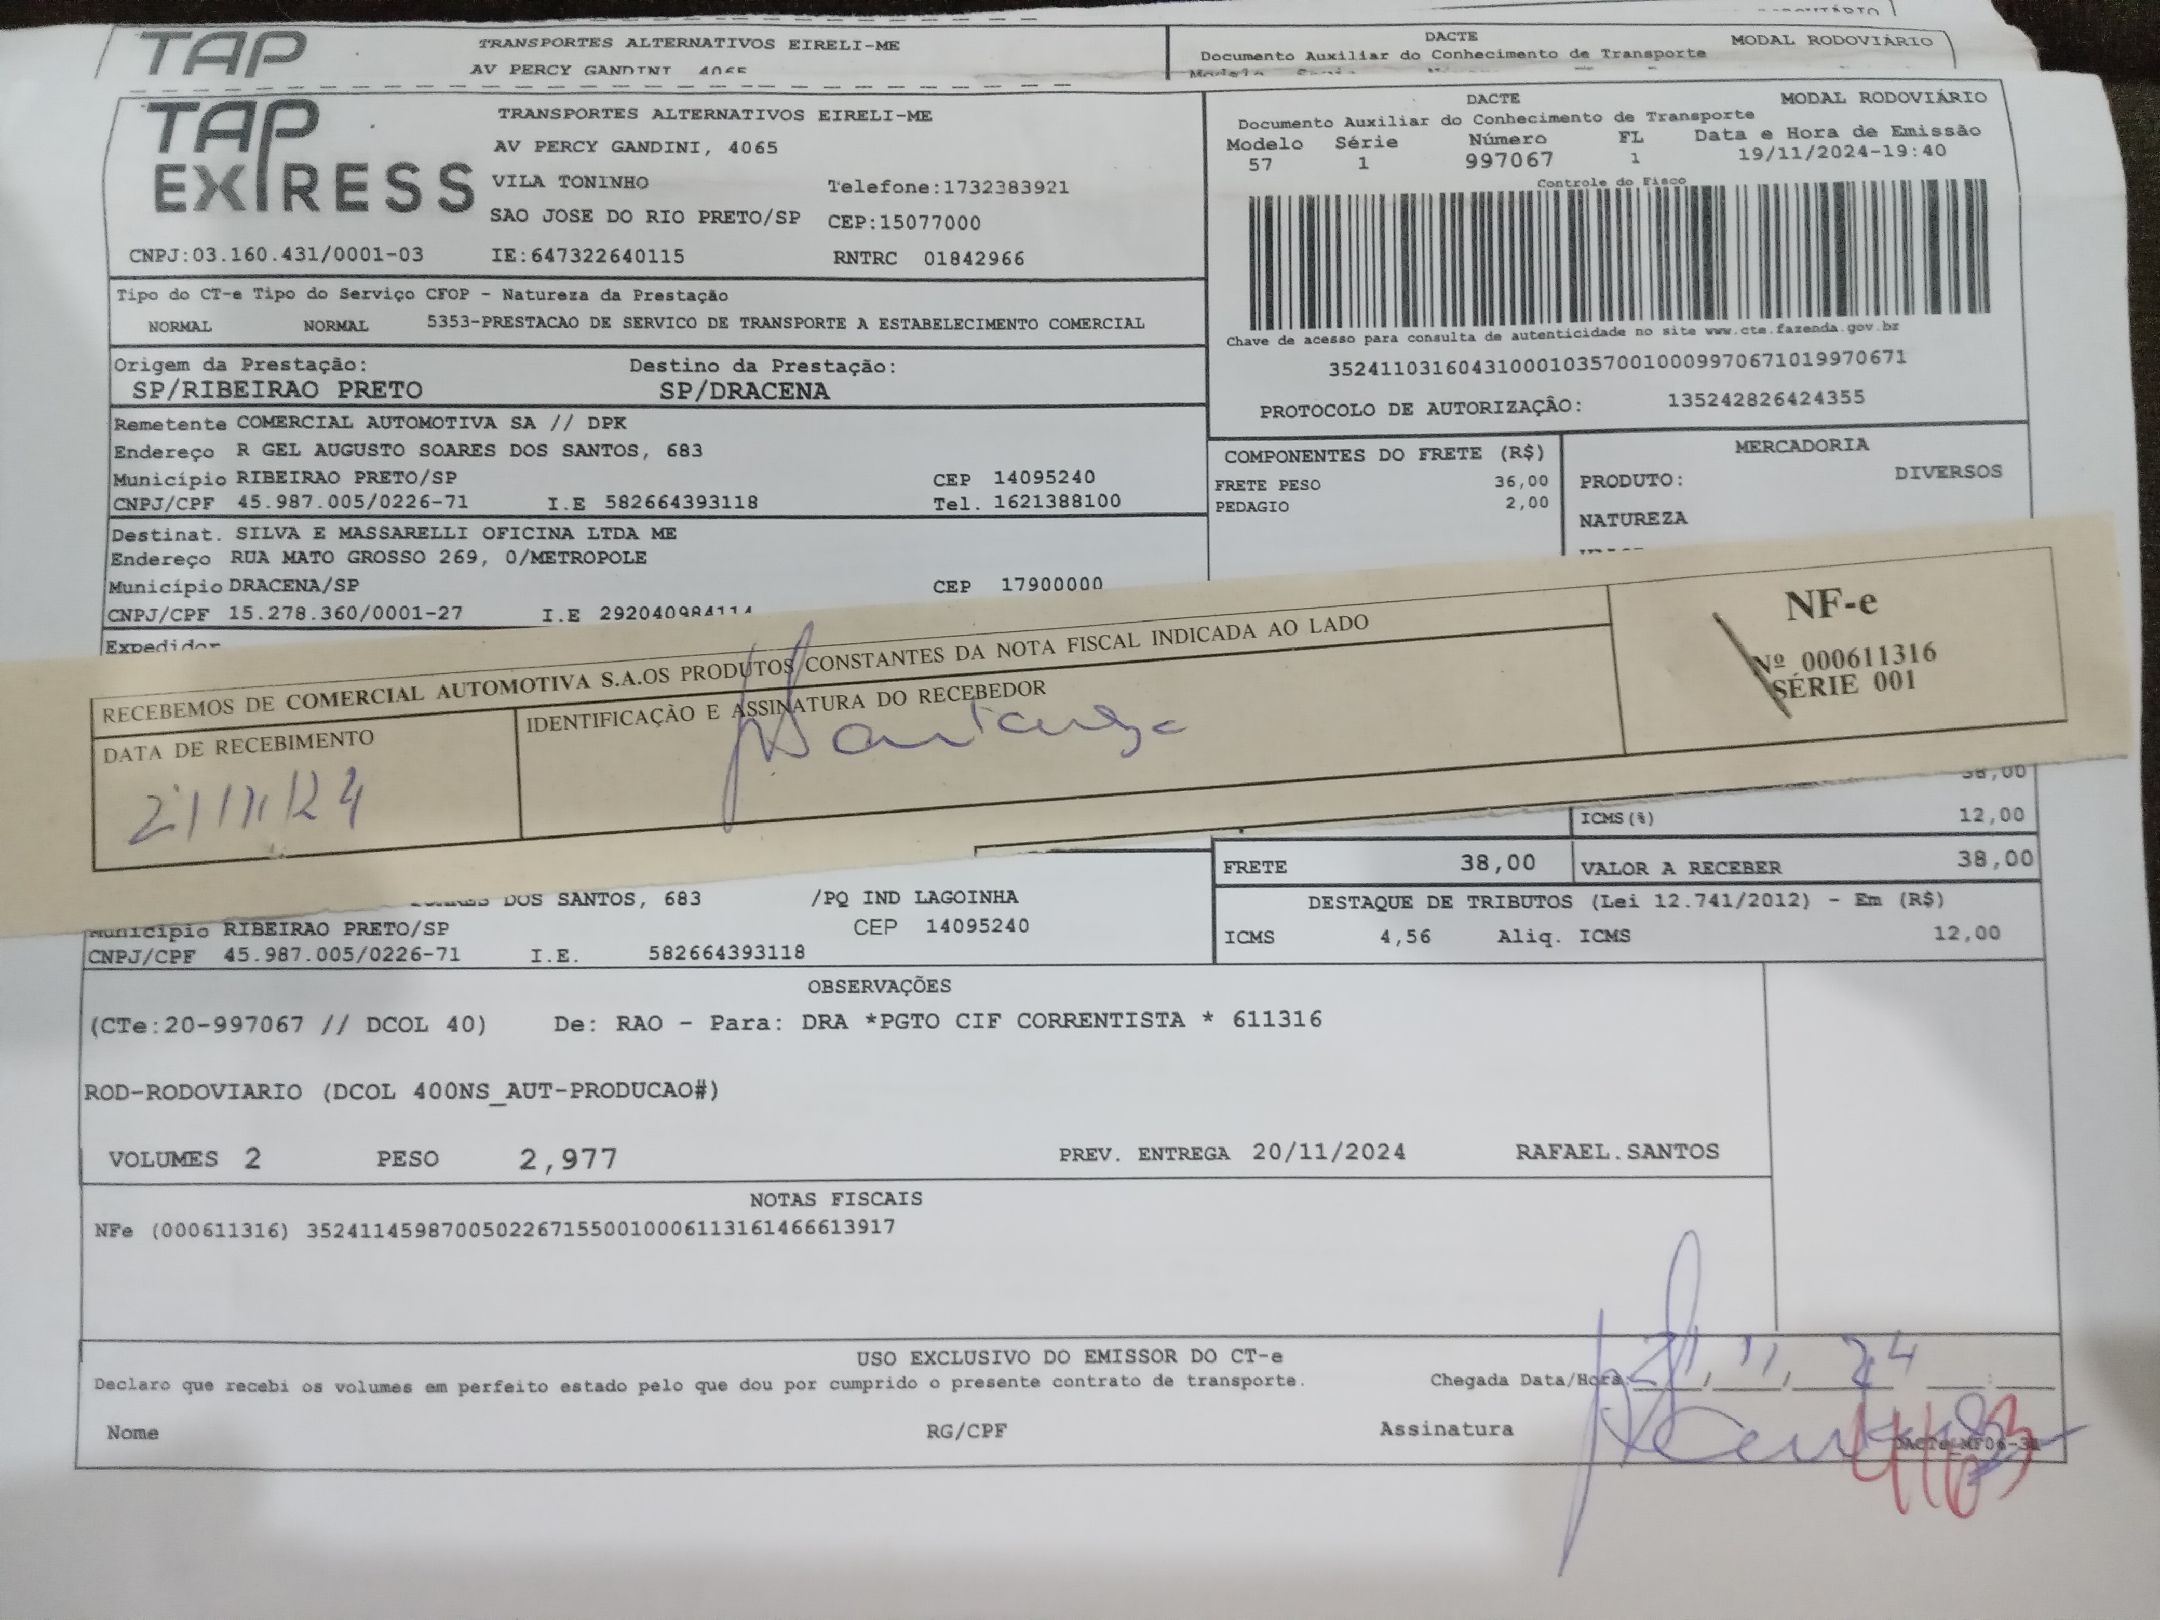 TAP
TRANSPORTES ALTERNATIVOS EIRELI-ME
AV PERCY GANDINI, 4065
DACTE
MODAL RODOVIÁRIO
Documento Auxiliar do Conhecimento de Transporte
TAP EXPRESS
TRANSPORTES ALTERNATIVOS EIRELI-ME
AV PERCY GANDINI, 4065
VILA TONINHO Telefone:1732383921
SAO JOSE DO RIO PRETO/SP CEP:15077000
CNPJ:03.160.431/0001-03 IE:647322640115 RNTRC 01842966
DACTE MODAL RODOVIÁRIO
Documento Auxiliar do Conhecimento de Transporte
Modelo Série Número FL Data e Hora de Emissão
57 1 997067 1 19/11/2024-19:40
Controle do Fisco
Chave de acesso para consulta de autenticidade no site www.cte.fazenda.gov.br
35241103160431000103570010009970671019970671
PROTOCOLO DE AUTORIZAÇÃO: 135242826424355
Tipo do CT-e Tipo do Serviço CFOP - Natureza da Prestação
NORMAL NORMAL 5353-PRESTACAO DE SERVICO DE TRANSPORTE A ESTABELECIMENTO COMERCIAL
Origem da Prestação: Destino da Prestação:
SP/RIBEIRAO PRETO SP/DRACENA
Remetente COMERCIAL AUTOMOTIVA SA // DPK
Endereço R GEL AUGUSTO SOARES DOS SANTOS, 683
Município RIBEIRAO PRETO/SP CEP 14095240
CNPJ/CPF 45.987.005/0226-71 I.E 582664393118 Tel. 1621388100
Destinat. SILVA E MASSARELLI OFICINA LTDA ME
Endereço RUA MATO GROSSO 269, 0/METROPOLE
Município DRACENA/SP CEP 17900000
CNPJ/CPF 15.278.360/0001-27 I.E 292040984114
Expedidor
COMPONENTES DO FRETE (R$)
FRETE PESO 36,00
PEDAGIO 2,00
MERCADORIA
PRODUTO: DIVERSOS
NATUREZA
RECEBEMOS DE COMERCIAL AUTOMOTIVA S.A.OS PRODUTOS CONSTANTES DA NOTA FISCAL INDICADA AO LADO
DATA DE RECEBIMENTO
21/11/24
IDENTIFICAÇÃO E ASSINATURA DO RECEBEDOR
NF-e
Nº 000611316
SÉRIE 001
38,00
ICMS(%) 12,00
FRETE 38,00 VALOR A RECEBER 38,00
DESTAQUE DE TRIBUTOS (Lei 12.741/2012) - Em (R$)
ICMS 4,56 Aliq. ICMS 12,00
DOS SANTOS, 683 /PQ IND LAGOINHA
Município RIBEIRAO PRETO/SP CEP 14095240
CNPJ/CPF 45.987.005/0226-71 I.E. 582664393118
OBSERVAÇÕES
(CTe:20-997067 // DCOL 40) De: RAO - Para: DRA *PGTO CIF CORRENTISTA * 611316
ROD-RODOVIARIO (DCOL 400NS_AUT-PRODUCAO#)
VOLUMES 2 PESO 2,977 PREV. ENTREGA 20/11/2024 RAFAEL.SANTOS
NOTAS FISCAIS
NFe (000611316) 35241145987005022671550010006113161466613917
USO EXCLUSIVO DO EMISSOR DO CT-e
Declaro que recebi os volumes em perfeito estado pelo que dou por cumprido o presente contrato de transporte. Chegada Data/Hora: 21/11/24
Nome RG/CPF Assinatura